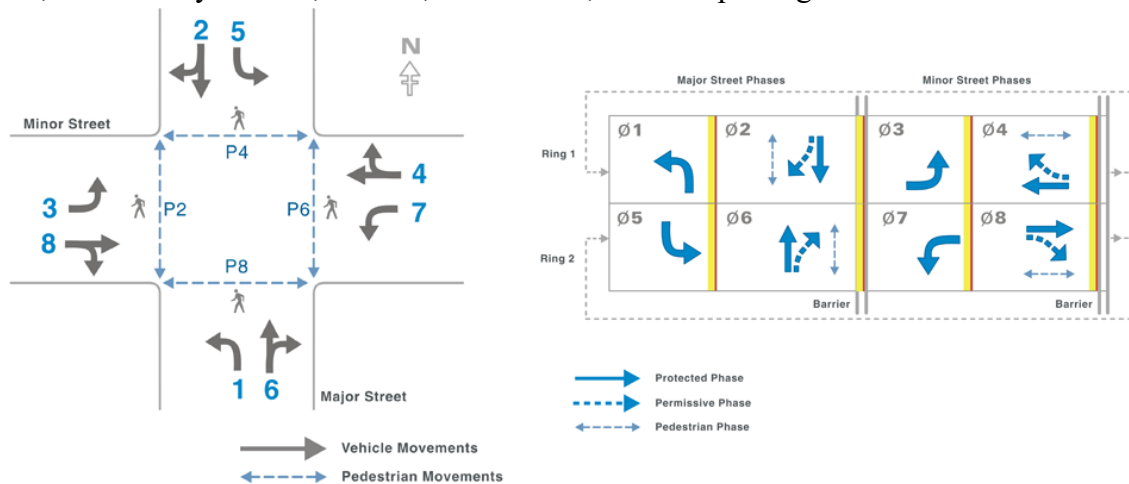 2
5
N
Minor Street
P4
3
P2
P6
4
7
8
P8
1
6
Major Street
Vehicle Movements
Pedestrian Movements
Major Street Phases
Minor Street Phases
Ring 1
Ø1
Ø2
Ø3
Ø4
Ring 2
Ø5
Ø6
Ø7
Ø8
Barrier
Barrier
Protected Phase
Permissive Phase
Pedestrian Phase